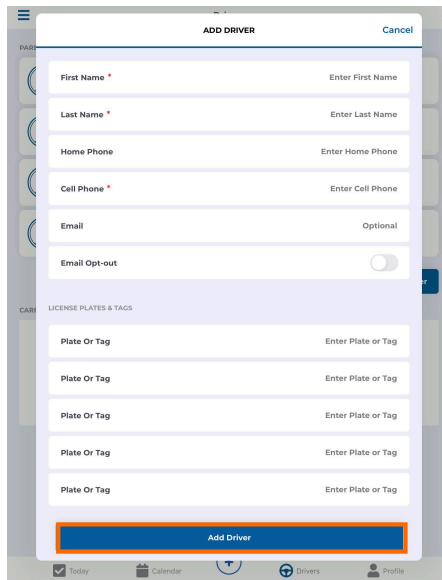 ADD DRIVER Cancel
First Name * Enter First Name
Last Name * Enter Last Name
Home Phone Enter Home Phone
Cell Phone * Enter Cell Phone
Email Optional
Email Opt-out
LICENSE PLATES & TAGS
Plate Or Tag Enter Plate or Tag
Plate Or Tag Enter Plate or Tag
Plate Or Tag Enter Plate or Tag
Plate Or Tag Enter Plate or Tag
Plate Or Tag Enter Plate or Tag
Add Driver
Today Calendar + Drivers Profile